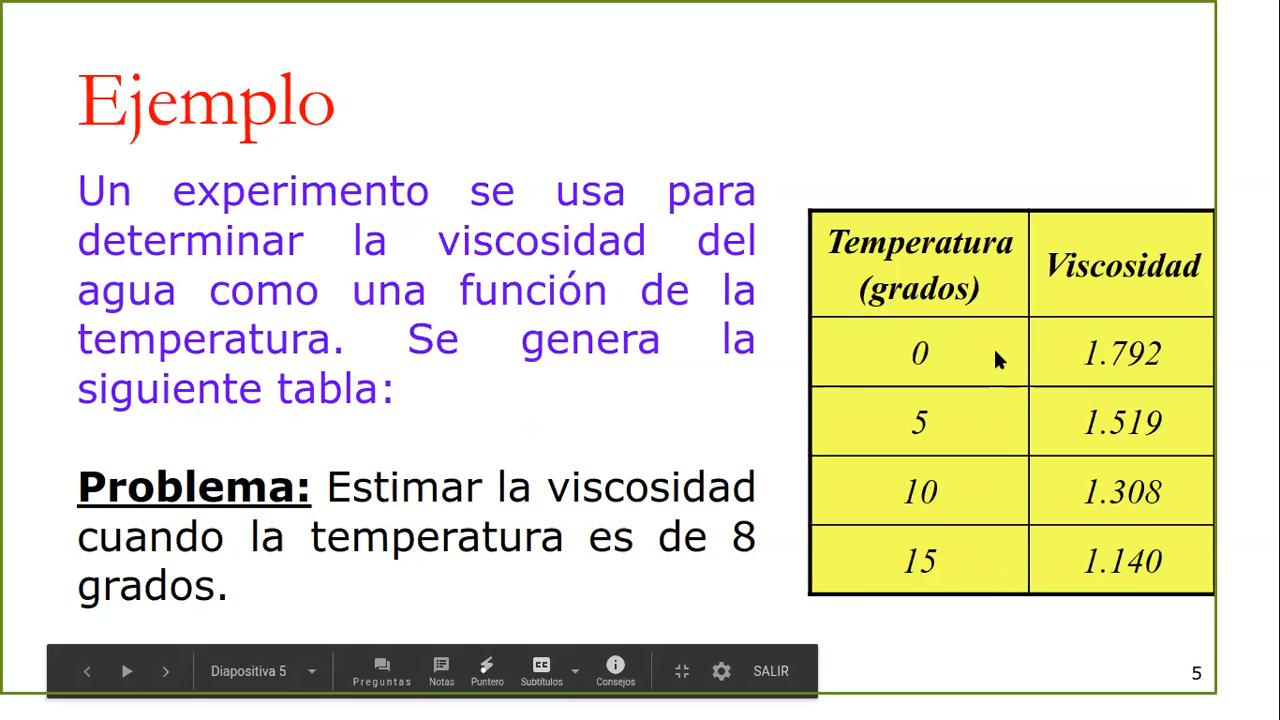 Ejemplo
Un experimento se usa para
determinar la viscosidad del
agua como una función de la
temperatura. Se genera la
siguiente tabla:
Problema: Estimar la viscosidad
cuando la temperatura es de 8
grados.
Temperatura (grados) Viscosidad
0 1.792
5 1.519
10 1.308
15 1.140
Diapositiva 5 Preguntas Notas Puntero Subtítulos Consejos SALIR
5